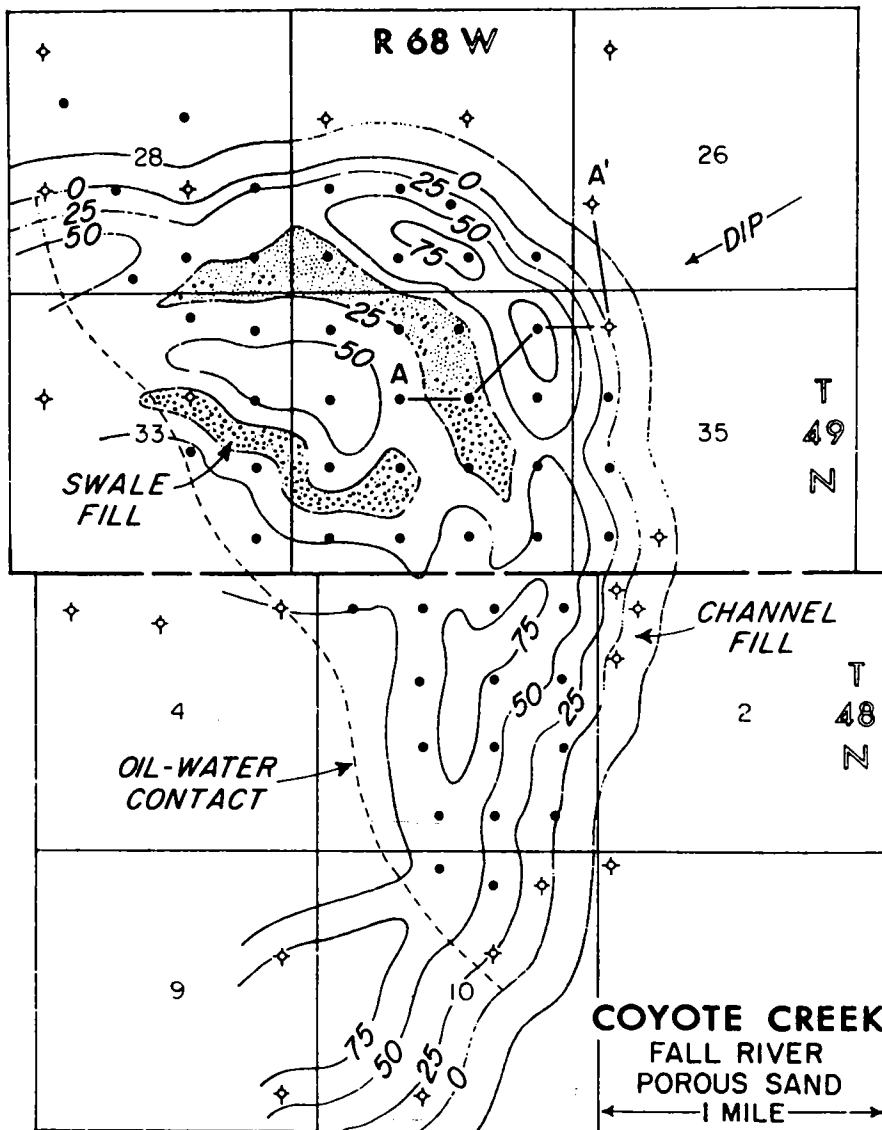 R 68 W
28
26
A'
0
25
50
0
25
50
75
DIP
25
50
A
T
49
N
33
35
SWALE
FILL
75
CHANNEL
FILL
50
25
4
2
T
48
N
OIL-WATER
CONTACT
9
10
75
50
25
0
COYOTE CREEK
FALL RIVER
POROUS SAND
1 MILE